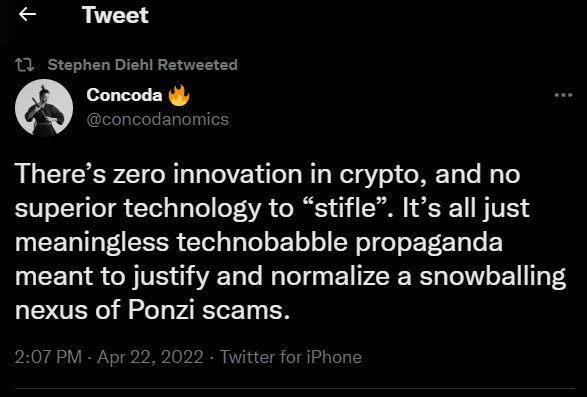 Tweet
Stephen Diehl Retweeted
Concoda 🔥
@concodanomics
There’s zero innovation in crypto, and no
superior technology to “stifle”. It’s all just
meaningless technobabble propaganda
meant to justify and normalize a snowballing
nexus of Ponzi scams.
2:07 PM · Apr 22, 2022 · Twitter for iPhone